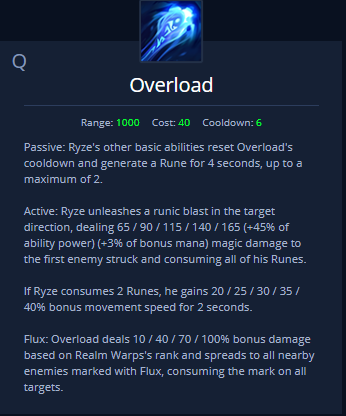 Q
Overload
Range: 1000 Cost: 40 Cooldown: 6
Passive: Ryze's other basic abilities reset Overload's
cooldown and generate a Rune for 4 seconds, up to a
maximum of 2.
Active: Ryze unleashes a runic blast in the target
direction, dealing 65 / 90 / 115 / 140 / 165 (+45% of
ability power) (+3% of bonus mana) magic damage to
the first enemy struck and consuming all of his Runes.
If Ryze consumes 2 Runes, he gains 20 / 25 / 30 / 35 /
40% bonus movement speed for 2 seconds.
Flux: Overload deals 10 / 40 / 70 / 100% bonus damage
based on Realm Warps's rank and spreads to all nearby
enemies marked with Flux, consuming the mark on all
targets.